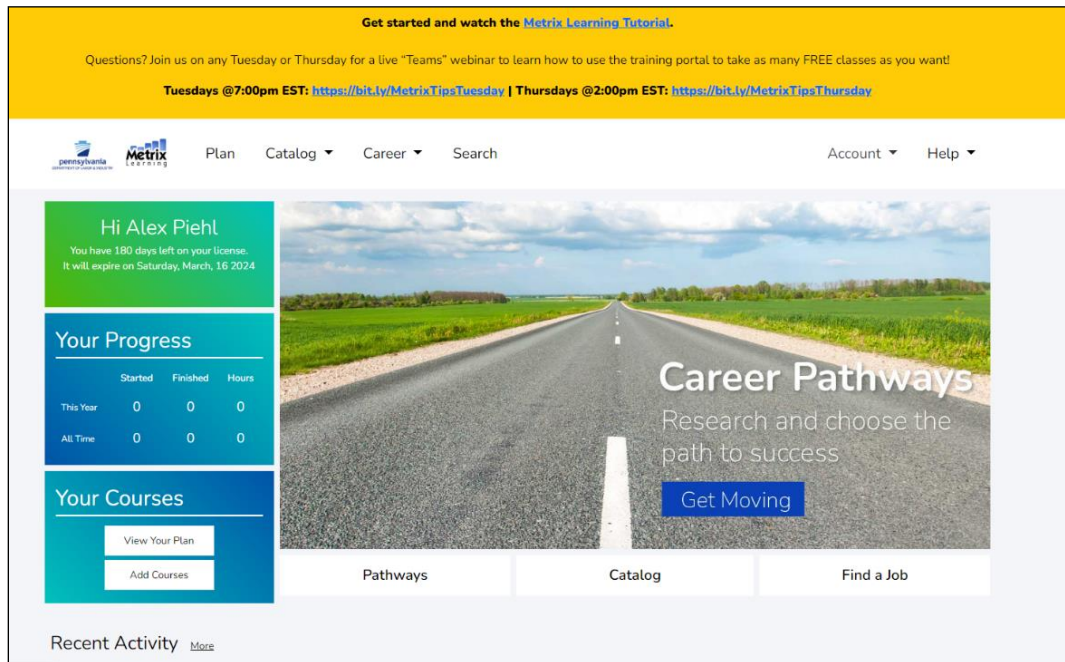 Get started and watch the Metrix Learning Tutorial.
Questions? Join us on any Tuesday or Thursday for a live “Teams” webinar to learn how to use the training portal to take as many FREE classes as you want!
Tuesdays @7:00pm EST: https://bit.ly/MetrixTipsTuesday | Thursdays @2:00pm EST: https://bit.ly/MetrixTipsThursday
pennsylvania
DEPARTMENT OF LABOR & INDUSTRY
Metrix
Learning
Plan
Catalog
Career
Search
Account
Help
Hi Alex Piehl
You have 180 days left on your license.
It will expire on Saturday, March, 16 2024
Your Progress
Started Finished Hours
This Year 0 0 0
All Time 0 0 0
Your Courses
View Your Plan
Add Courses
Career Pathways
Research and choose the
path to success
Get Moving
Pathways
Catalog
Find a Job
Recent Activity More